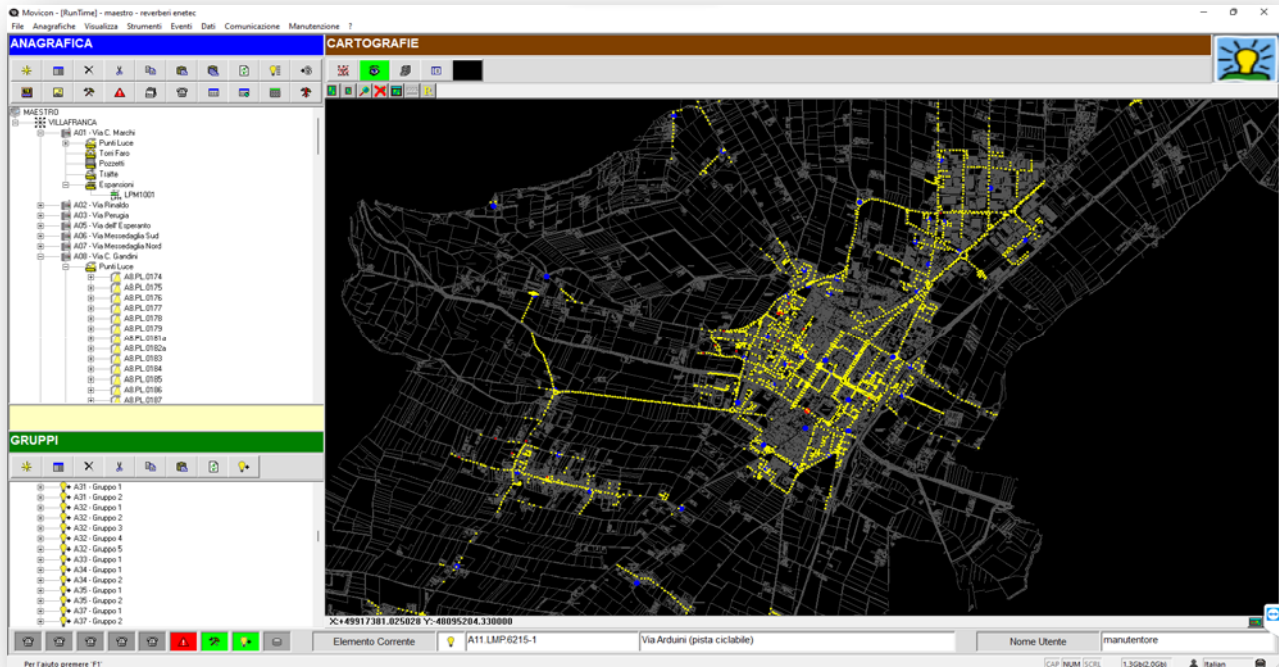 Movicon - [RunTime] - maestro - reverberi enetec
File Anagrafiche Visualizza Strumenti Eventi Dati Comunicazione Manutenzione ?
ANAGRAFICA
CARTOGRAFIE
MAESTRO
VILLAFRANCA
A01 - Via C. Marchi
Punti Luce
Torri Faro
Pozzetti
Tratte
Espansioni
LPM1001
A02 - Via Rinaldo
A03 - Via Perugia
A05 - Via dell' Esperanto
A06 - Via Messedaglia Sud
A07 - Via Messedaglia Nord
A08 - Via C. Gandini
Punti Luce
A8.PL.0174
A8.PL.0175
A8.PL.0176
A8.PL.0177
A8.PL.0178
A8.PL.0179
A8.PL.0181a
A8.PL.0182a
A8.PL.0183
A8.PL.0184
A8.PL.0185
A8.PL.0186
A8.PL.0187
GRUPPI
A31 - Gruppo 1
A31 - Gruppo 2
A32 - Gruppo 1
A32 - Gruppo 2
A32 - Gruppo 3
A32 - Gruppo 4
A32 - Gruppo 5
A33 - Gruppo 1
A34 - Gruppo 1
A34 - Gruppo 2
A35 - Gruppo 1
A35 - Gruppo 2
A37 - Gruppo 1
A37 - Gruppo 2
X:+49917381.025028 Y:-48095204.330000
Elemento Corrente A11.LMP.6215-1 Via Arduini (pista ciclabile) Nome Utente manutentore
Per l'aiuto premere 'F1' CAP NUM SCRL 1.3Gb(2.0Gb) Italian